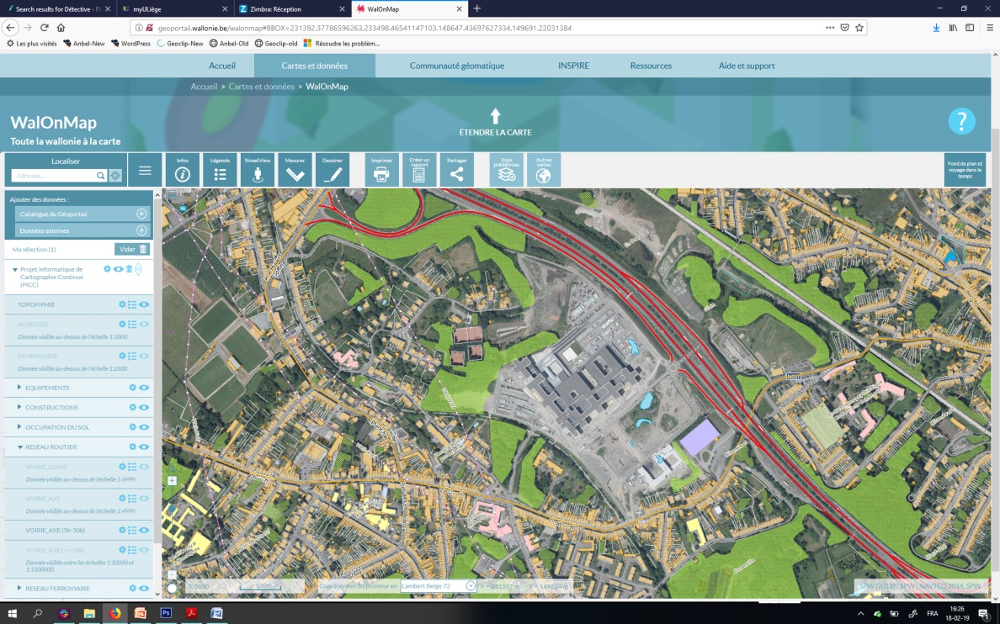 Search results for Détective - Fl
myULiège
Zimbra: Réception
WalOnMap
geoportail.wallonie.be/walonmap#BBOX=231392.37786596263,233498.46541147103,148647.43697627334,149691.22031384
Les plus visités
Anbel-New
WordPress
Geoclip-New
Anbel-Old
Geoclip-old
Résoudre les problèm...
Accueil
Cartes et données
Communauté géomatique
INSPIRE
Ressources
Aide et support
Accueil > Cartes et données > WalOnMap
WalOnMap
Toute la wallonie à la carte
ÉTENDRE LA CARTE
?
Localiser
Adresse...
Infos
Légende
StreetView
Mesurer
Dessiner
Imprimer
Créer un rapport
Partager
Vues prédéfinies
Autres cartes
Fond de plan et
voyage dans le
temps
Ajouter des données :
Catalogue du Géoportail
Données externes
Ma sélection (1)
Vider
Projet Informatique de
Cartographie Continue
(PICC)
TOPONYMIE
ADRESSES
Donnée visible au-dessus de l'échelle 1:1000.
SYMBOLOGIE
Donnée visible au-dessus de l'échelle 1:2500.
EQUIPEMENTS
CONSTRUCTIONS
OCCUPATION DU SOL
RESEAU ROUTIER
VOIRIE_LIGNE
Donnée visible au-dessus de l'échelle 1:4999.
VOIRIE_AXE
Donnée visible au-dessus de l'échelle 1:4999.
VOIRIE_AXE (5k-50k)
VOIRIE_AXE (>= 50k)
Donnée visible entre les échelles 1:50000 et
1:1500000.
RESEAU FERROVIAIRE
1: 5000
100m
Coordonnées du pointeur en
Lambert Belge 72
SPW (2018) | SPW | NAVTEQ 2014, SPW
FRA
16:26
18-02-19